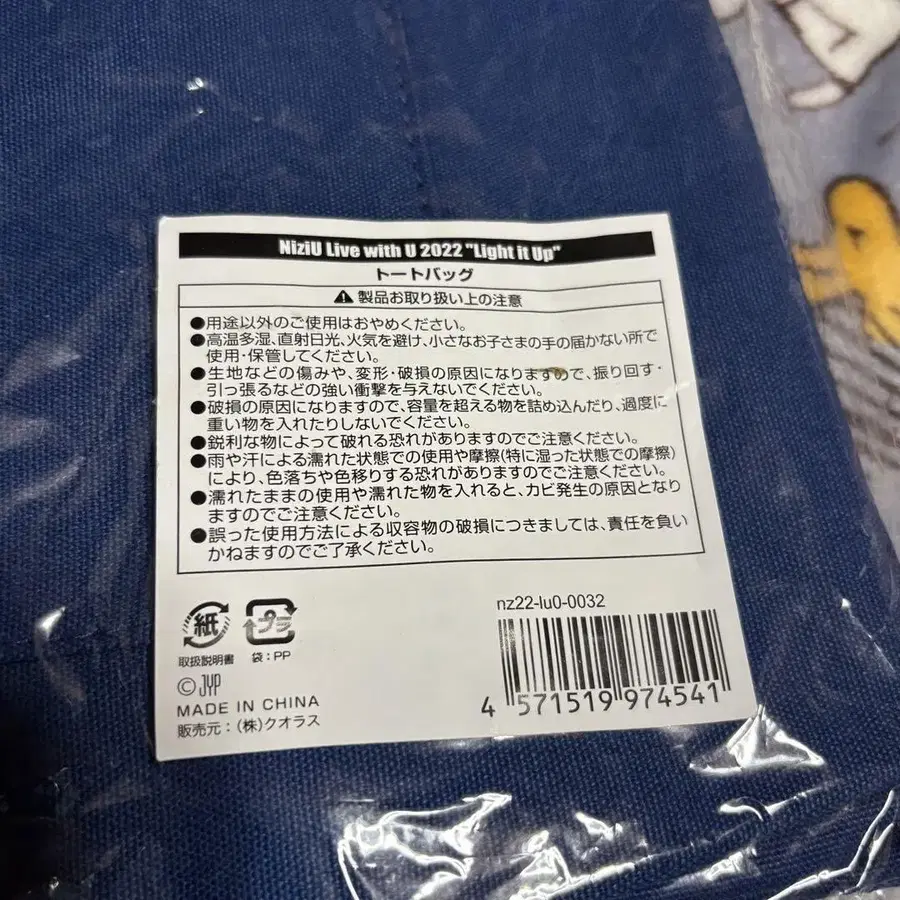 NiziU Live with U 2022 "Light it Up"
トートバッグ
製品お取り扱い上の注意
●用途以外のご使用はおやめください。
●高温多湿、直射日光、火気を避け、小さなお子さまの手の届かない所で
使用・保管してください。
●生地などの傷みや、変形・破損の原因になりますので、振り回す・
引っ張るなどの強い衝撃を与えないでください。
●破損の原因になりますので、容量を超える物を詰め込んだり、過度に
重い物を入れたりしないでください。
●鋭利な物によって破れる恐れがありますのでご注意ください。
●雨や汗による濡れた状態での使用や摩擦(特に湿った状態での摩擦)
により、色落ちや色移りする恐れがありますのでご注意ください。
●濡れたままの使用や濡れた物を入れると、カビ発生の原因となり
ますのでご注意ください。
●誤った使用方法による収容物の破損につきましては、責任を負い
かねますのでご了承ください。
紙 プラ
取扱説明書 袋:PP
©JYP
MADE IN CHINA
販売元:(株)クオラス
nz22-lu0-0032
4 571519 974541